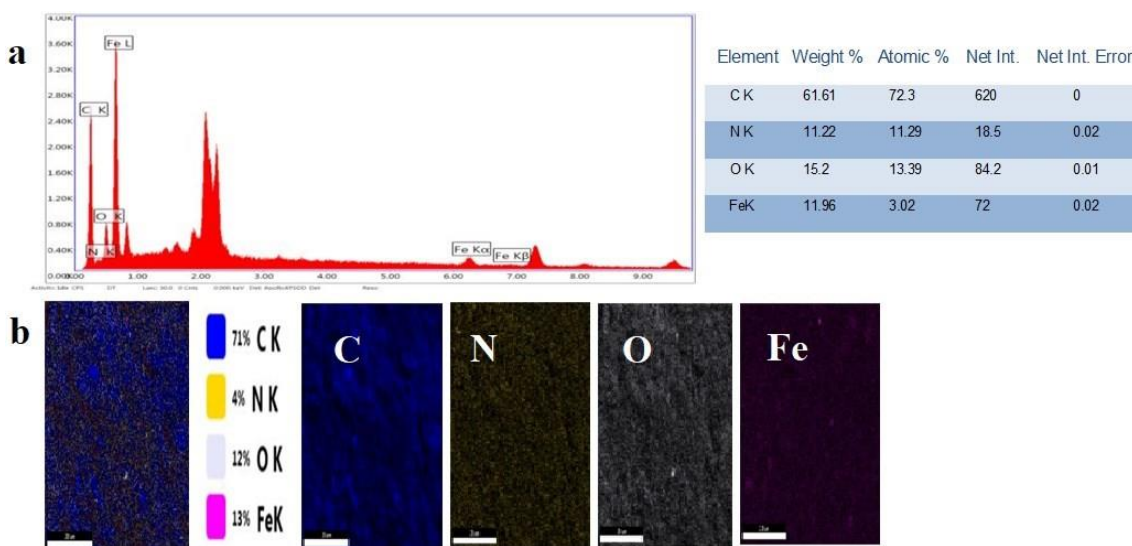 a
4.00K
3.60K
3.20K
2.80K
2.40K
2.00K
1.60K
1.20K
0.80K
0.40K
Fe L
C K
O K
N K
Fe Kα
Fe Kβ
1.00 2.00 3.00 4.00 5.00 6.00 7.00 8.00 9.00
Element Weight % Atomic % Net Int. Net Int. Error
C K 61.61 72.3 620 0
N K 11.22 11.29 18.5 0.02
O K 15.2 13.39 84.2 0.01
FeK 11.96 3.02 72 0.02
b
71% C K
4% N K
12% O K
13% FeK
C
N
O
Fe